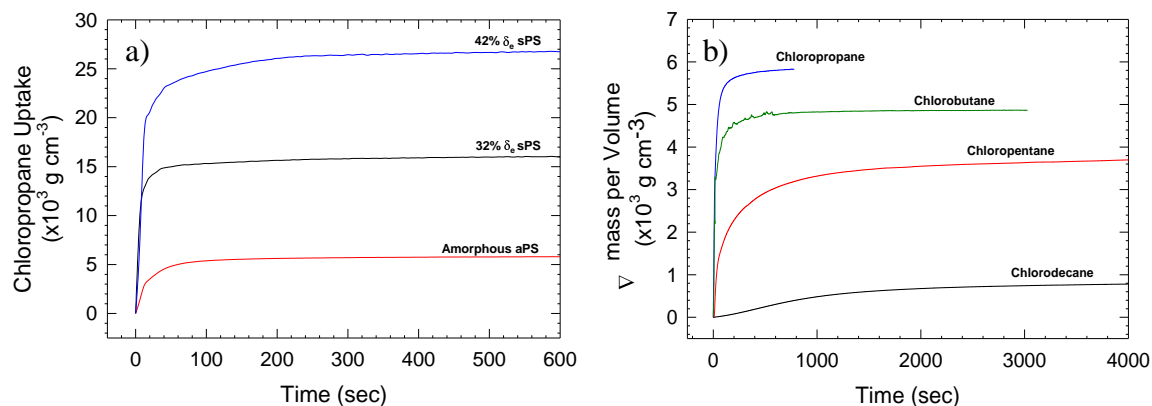 a)
Chloropropane Uptake
(x10³ g cm⁻³)
30
25
20
15
10
5
0
42% δₑ sPS
32% δₑ sPS
Amorphous aPS
0 100 200 300 400 500 600
Time (sec)
b)
∇ mass per Volume
(x10³ g cm⁻³)
7
6
5
4
3
2
1
0
Chloropropane
Chlorobutane
Chloropentane
Chlorodecane
0 1000 2000 3000 4000
Time (sec)